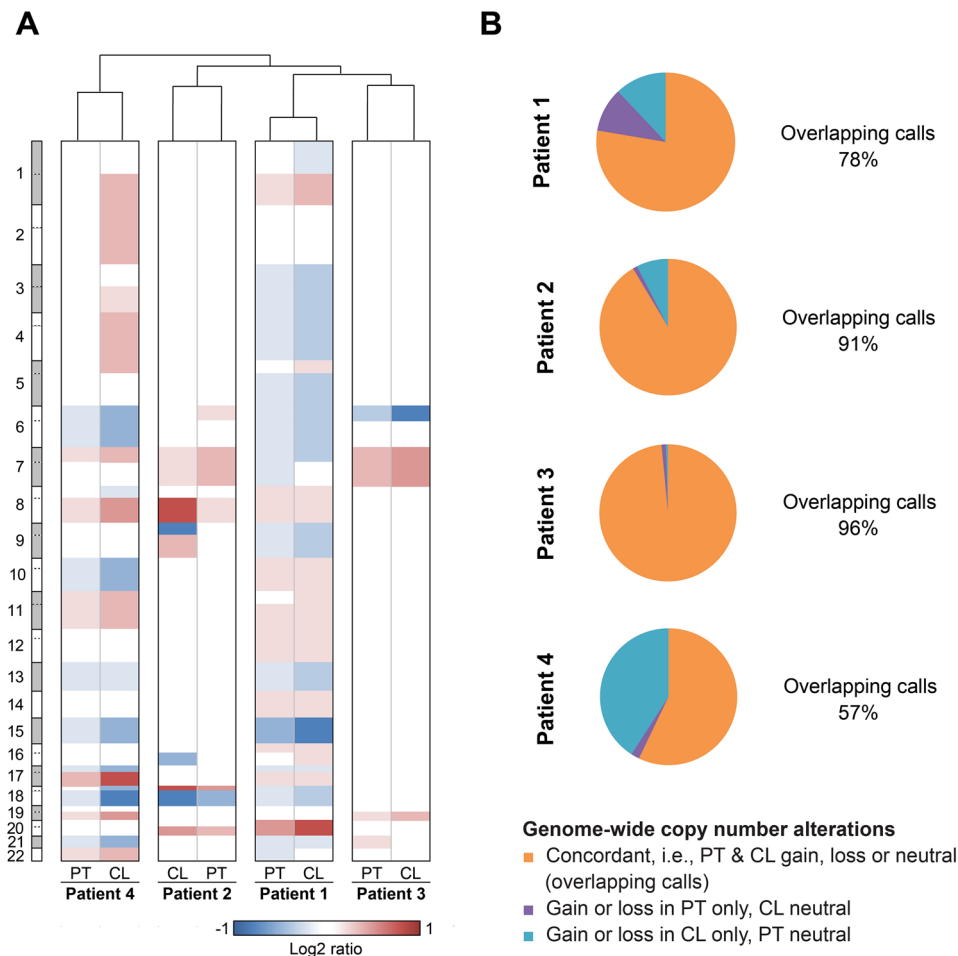 A
B
1
2
3
4
5
6
7
8
9
10
11
12
13
14
15
16
17
18
19
20
21
22
PT CL CL PT PT CL PT CL
Patient 4 Patient 2 Patient 1 Patient 3
-1 1
Log2 ratio
Patient 1
Overlapping calls
78%
Patient 2
Overlapping calls
91%
Patient 3
Overlapping calls
96%
Patient 4
Overlapping calls
57%
Genome-wide copy number alterations
Concordant, i.e., PT & CL gain, loss or neutral
(overlapping calls)
Gain or loss in PT only, CL neutral
Gain or loss in CL only, PT neutral